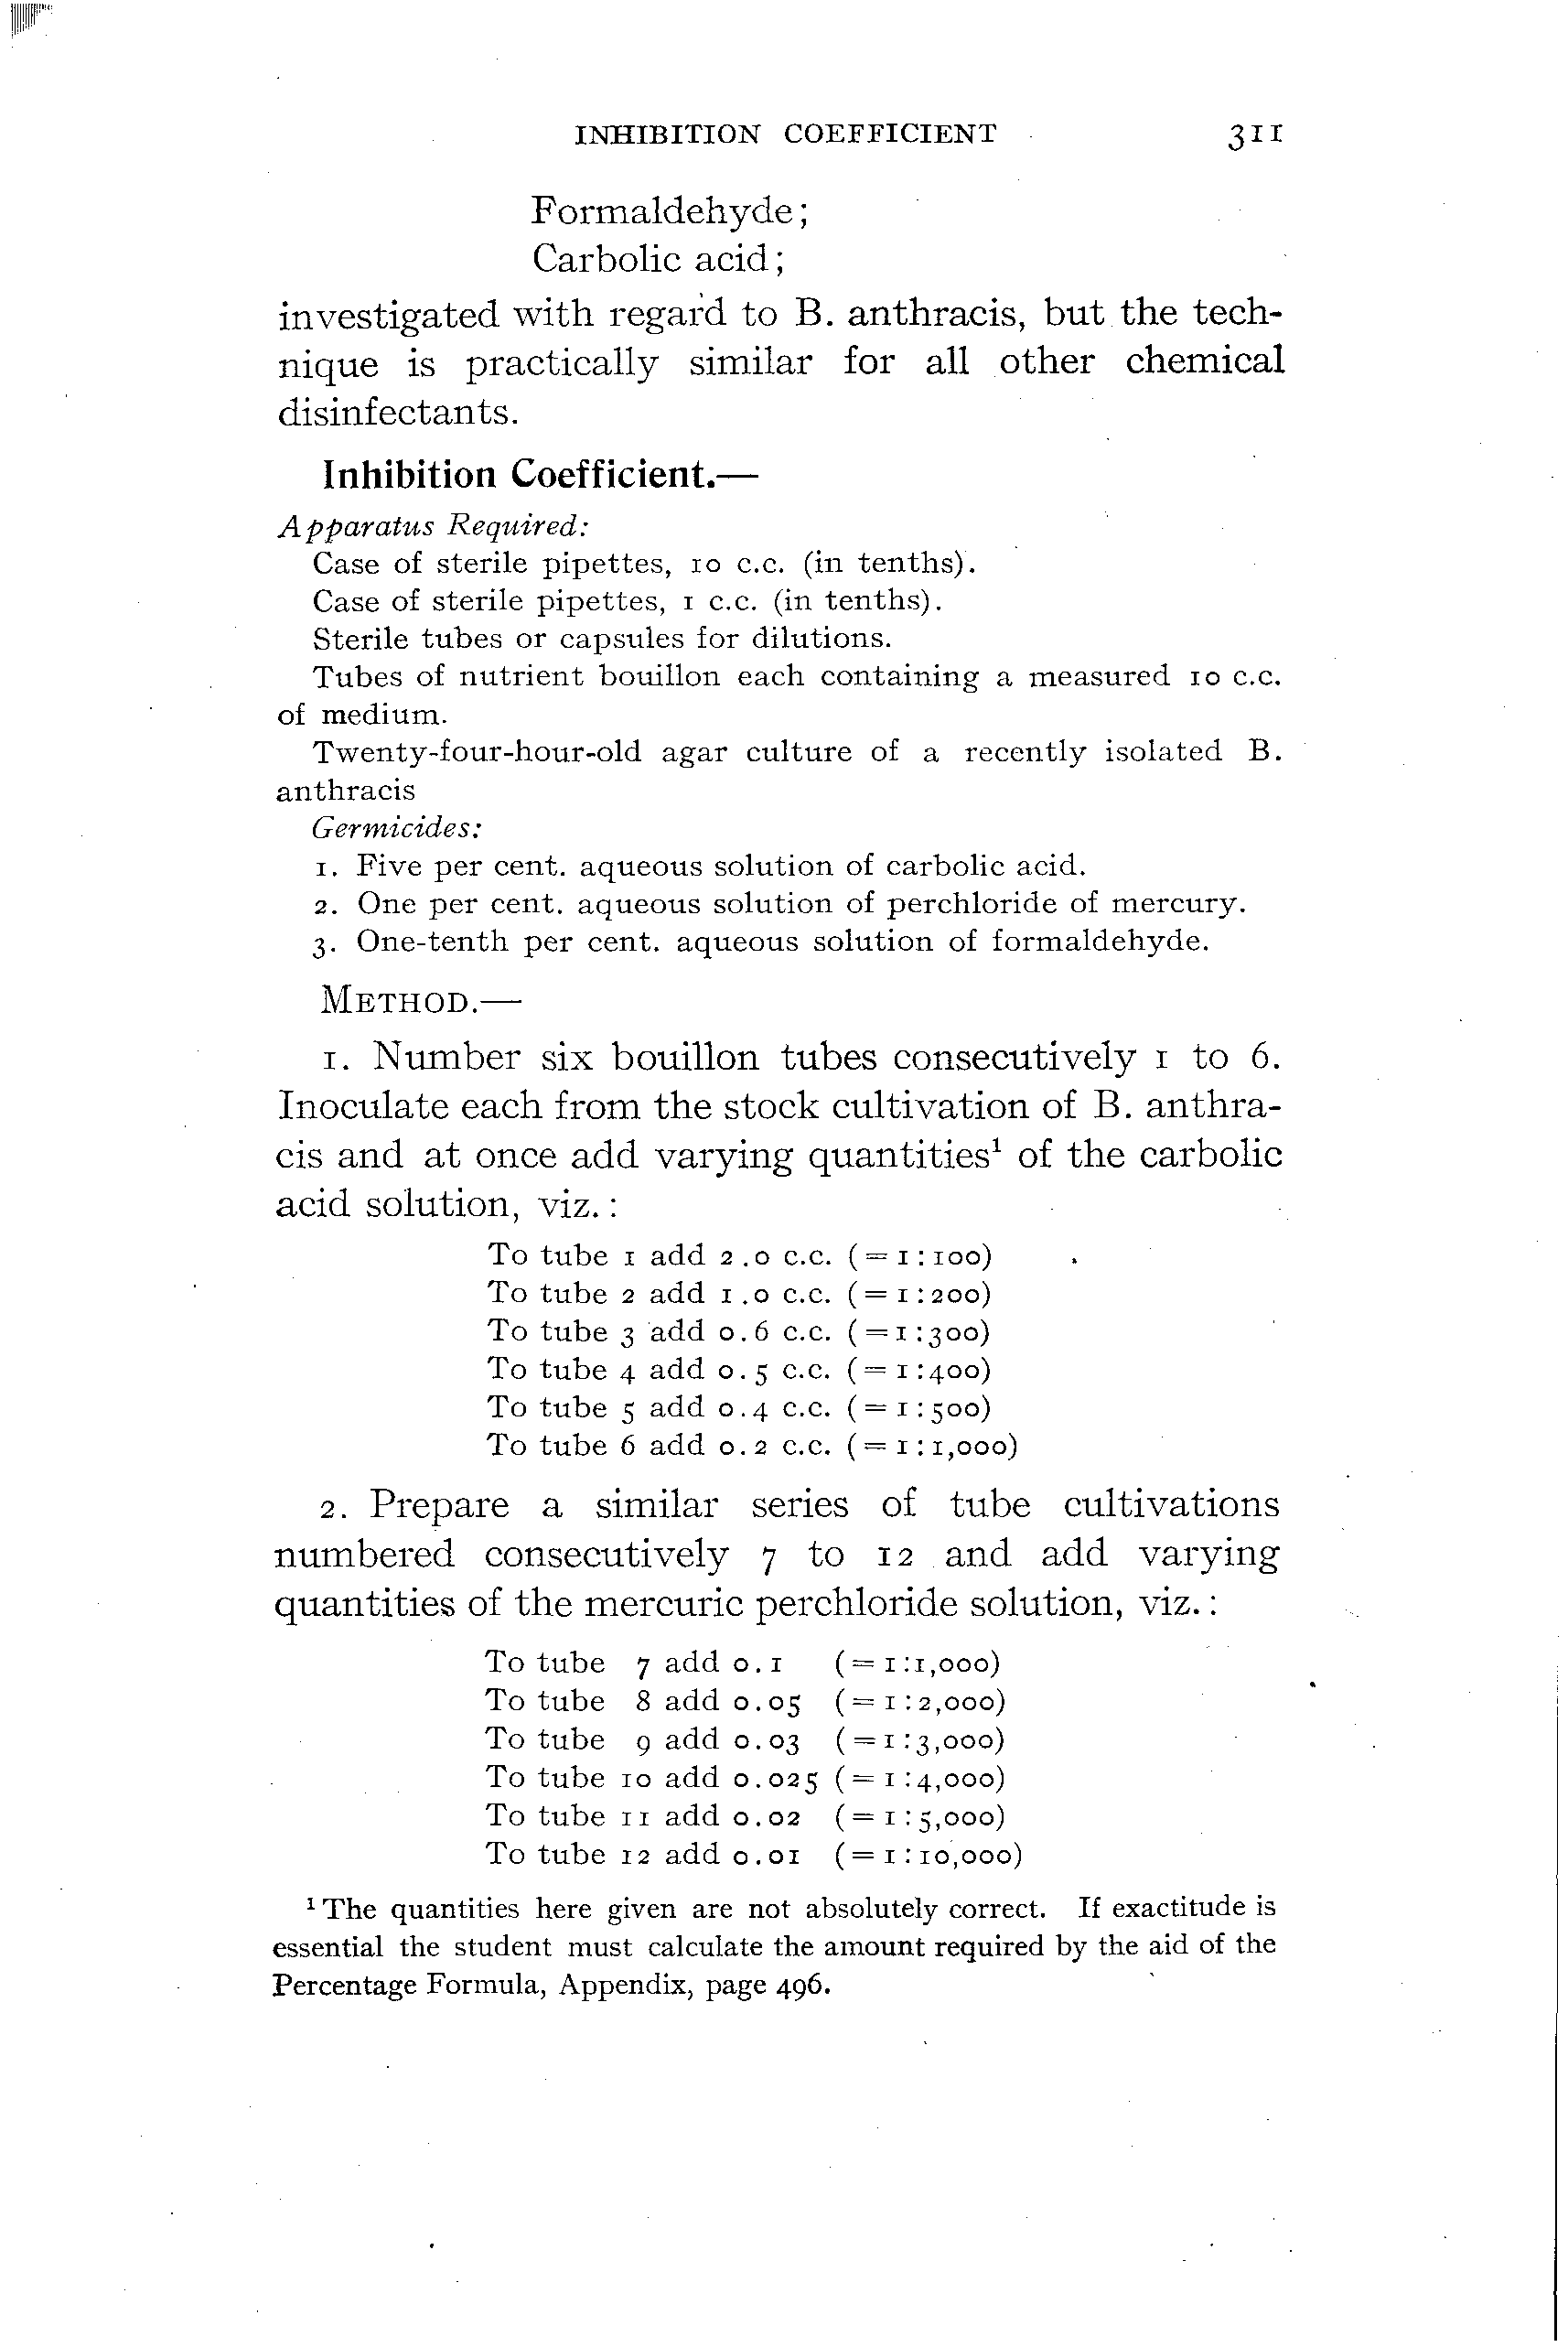 INHIBITION COEFFICIENT 311
Formaldehyde;
Carbolic acid;
investigated with regard to B. anthracis, but the tech-
nique is practically similar for all other chemical
disinfectants.
Inhibition Coefficient.—
Apparatus Required:
Case of sterile pipettes, 10 c.c. (in tenths).
Case of sterile pipettes, 1 c.c. (in tenths).
Sterile tubes or capsules for dilutions.
Tubes of nutrient bouillon each containing a measured 10 c.c.
of medium.
Twenty-four-hour-old agar culture of a recently isolated B.
anthracis
Germicides:
1. Five per cent. aqueous solution of carbolic acid.
2. One per cent. aqueous solution of perchloride of mercury.
3. One-tenth per cent. aqueous solution of formaldehyde.
METHOD.—
1. Number six bouillon tubes consecutively 1 to 6.
Inoculate each from the stock cultivation of B. anthra-
cis and at once add varying quantities¹ of the carbolic
acid solution, viz.:
To tube 1 add 2.0 c.c. (= 1:100)
To tube 2 add 1.0 c.c. (= 1:200)
To tube 3 add 0.6 c.c. (=1:300)
To tube 4 add 0.5 c.c. (= 1:400)
To tube 5 add 0.4 c.c. (= 1:500)
To tube 6 add 0.2 c.c. (= 1:1,000)
2. Prepare a similar series of tube cultivations
numbered consecutively 7 to 12 and add varying
quantities of the mercuric perchloride solution, viz.:
To tube 7 add 0.1 (= 1:1,000)
To tube 8 add 0.05 (= 1:2,000)
To tube 9 add 0.03 (=1:3,000)
To tube 10 add 0.025 (= 1:4,000)
To tube 11 add 0.02 (= 1:5,000)
To tube 12 add 0.01 (= 1:10,000)
¹ The quantities here given are not absolutely correct. If exactitude is
essential the student must calculate the amount required by the aid of the
Percentage Formula, Appendix, page 496.